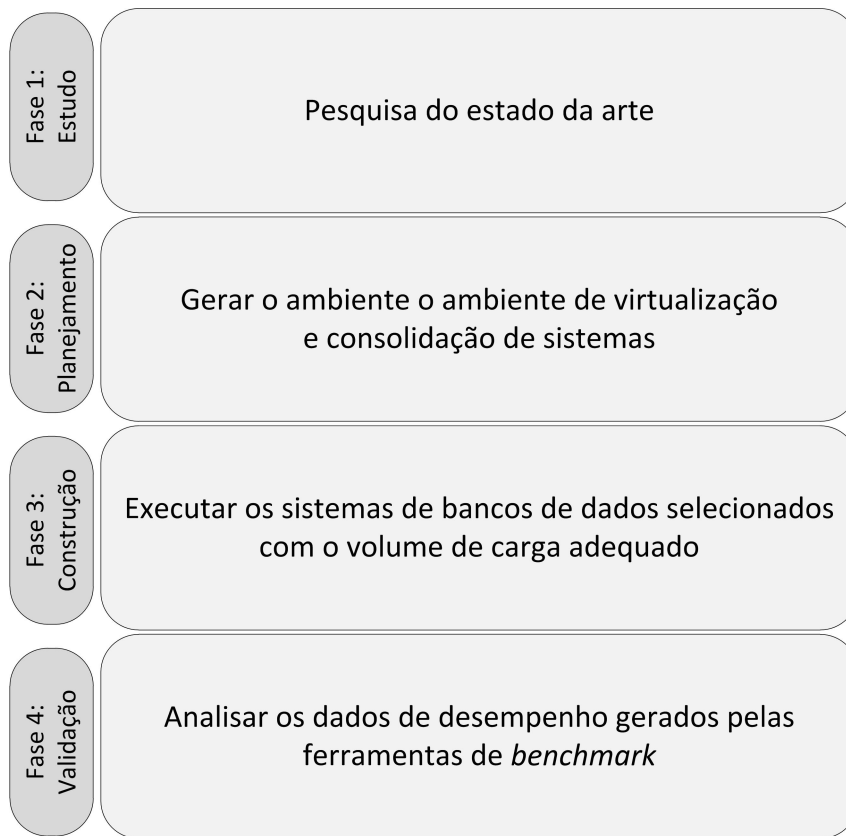 Fase 1:
Estudo
Pesquisa do estado da arte
Fase 2:
Planejamento
Gerar o ambiente o ambiente de virtualização
e consolidação de sistemas
Fase 3:
Construção
Executar os sistemas de bancos de dados selecionados
com o volume de carga adequado
Fase 4:
Validação
Analisar os dados de desempenho gerados pelas
ferramentas de benchmark